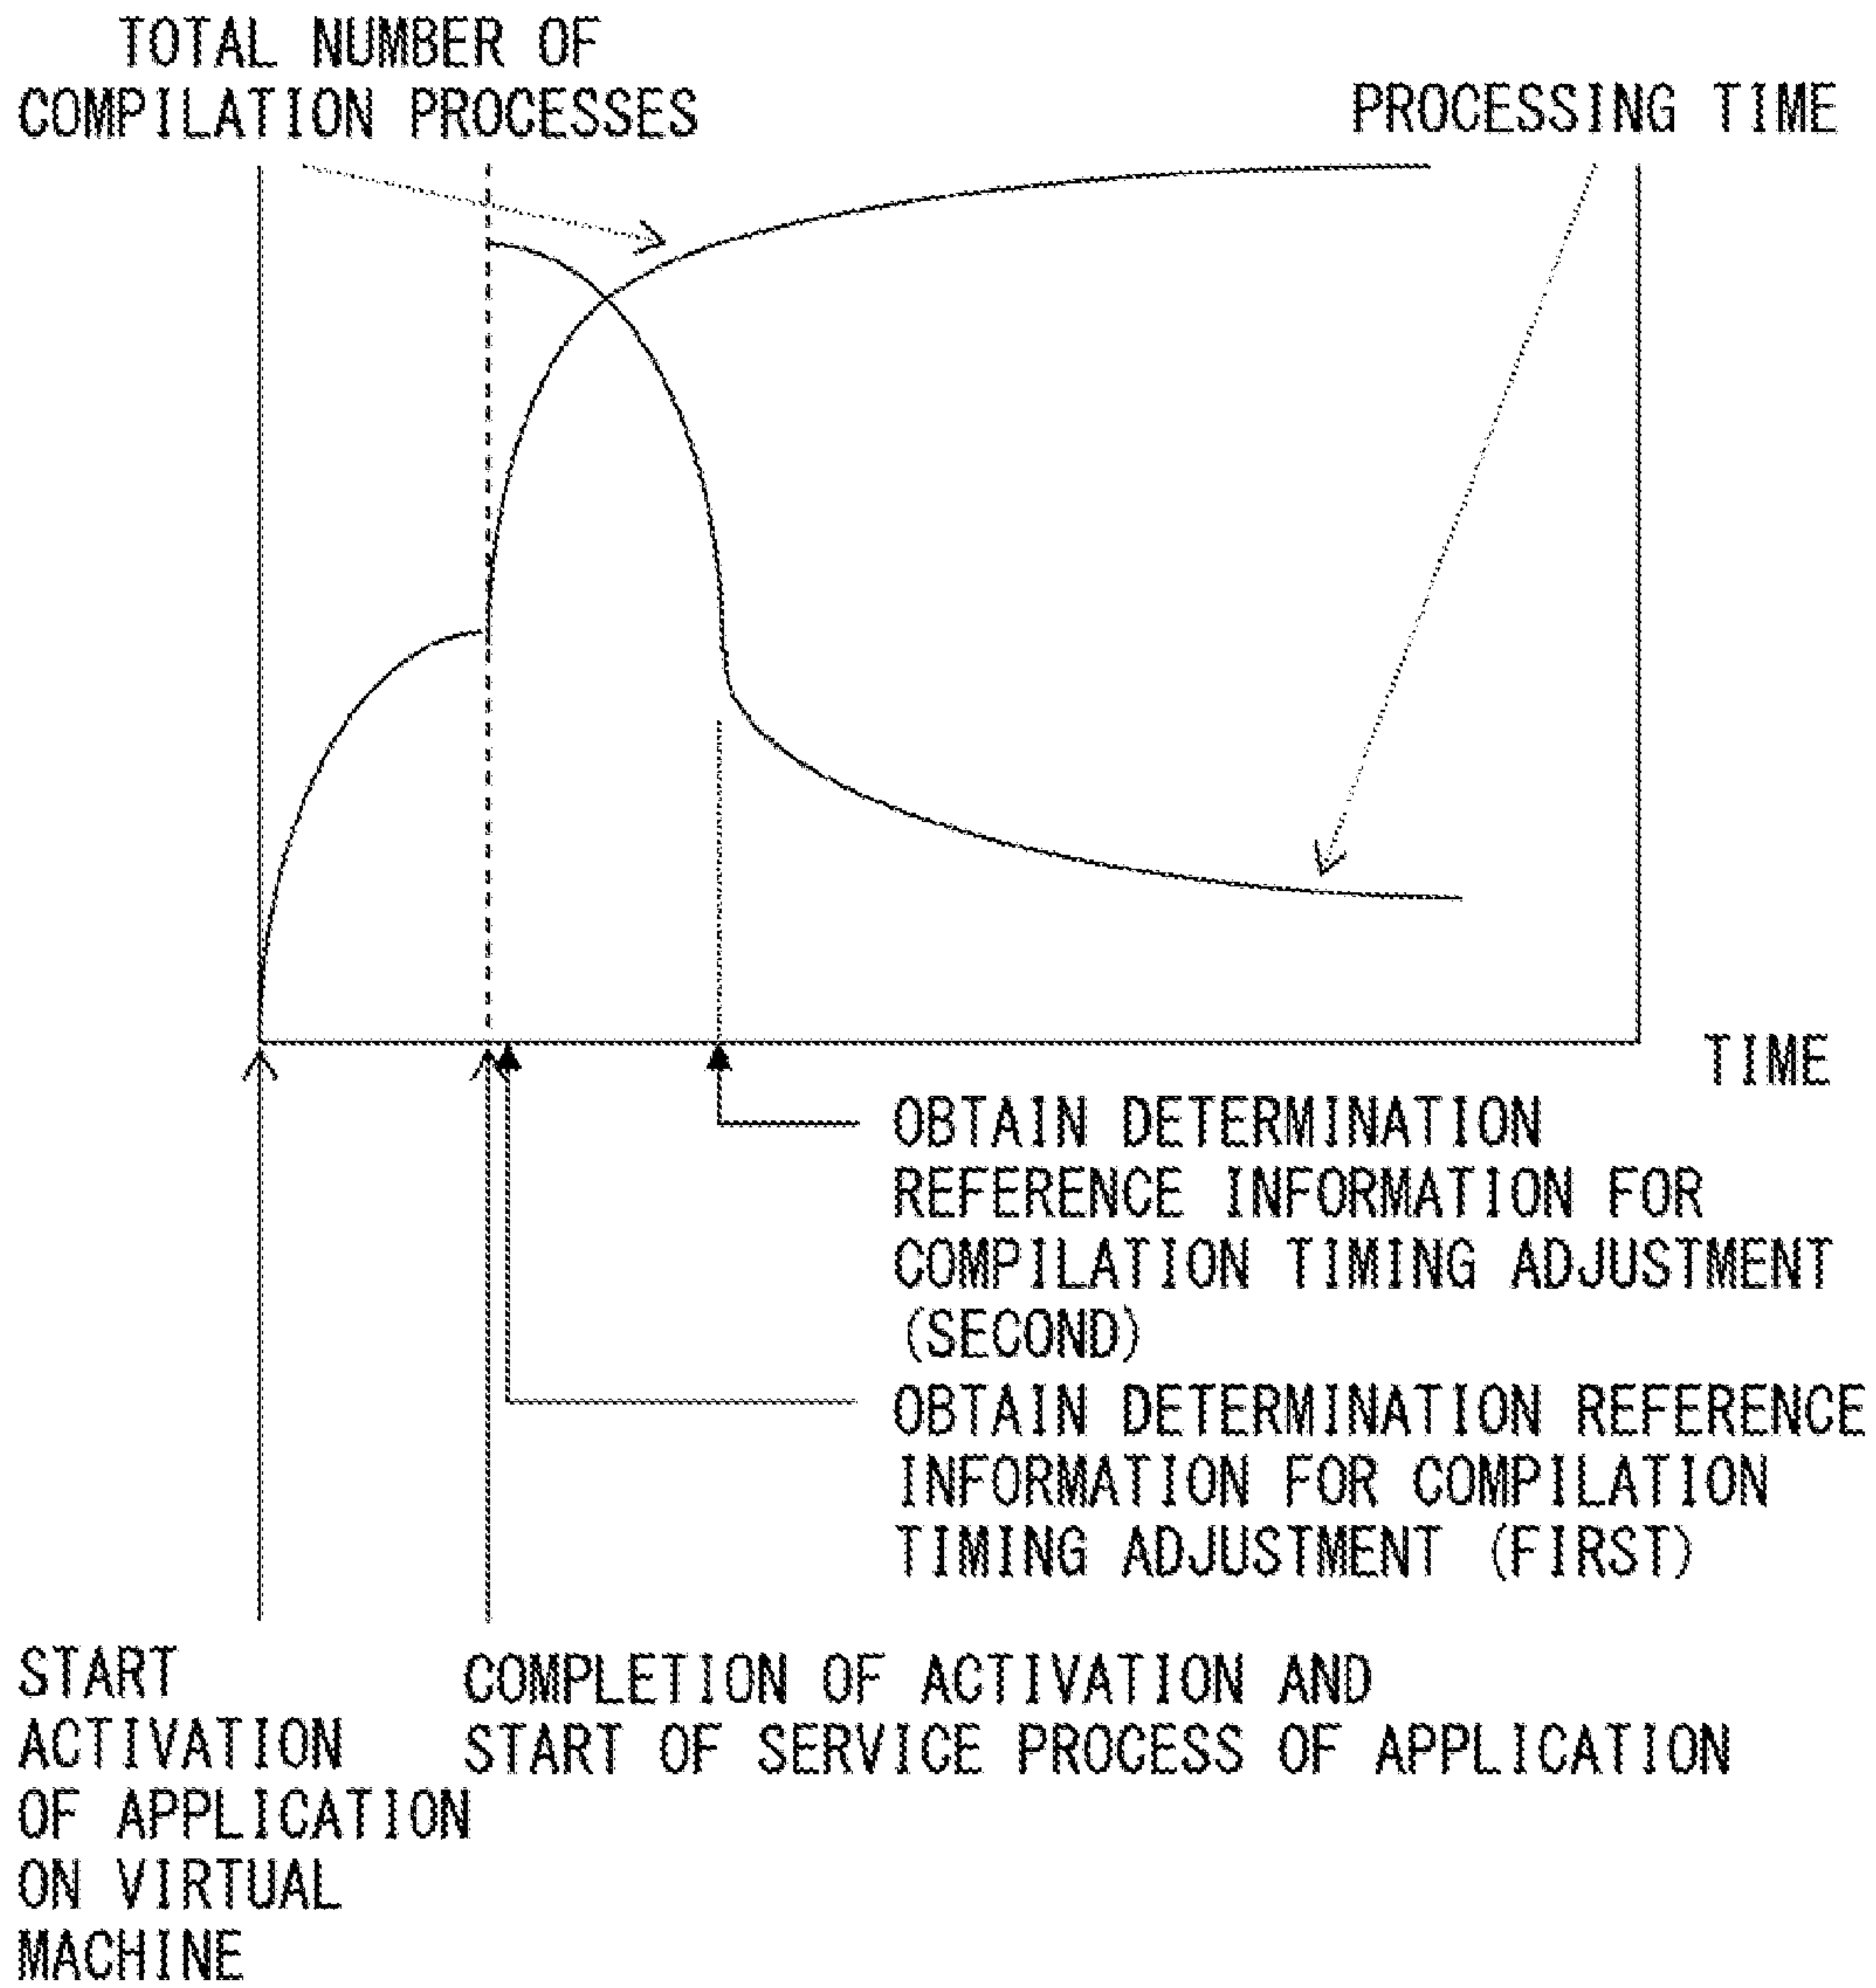 TOTAL NUMBER OF
COMPILATION PROCESSES
PROCESSING TIME
TIME
OBTAIN DETERMINATION
REFERENCE INFORMATION FOR
COMPILATION TIMING ADJUSTMENT
(SECOND)
OBTAIN DETERMINATION REFERENCE
INFORMATION FOR COMPILATION
TIMING ADJUSTMENT (FIRST)
START
ACTIVATION
OF APPLICATION
ON VIRTUAL
MACHINE
COMPLETION OF ACTIVATION AND
START OF SERVICE PROCESS OF APPLICATION